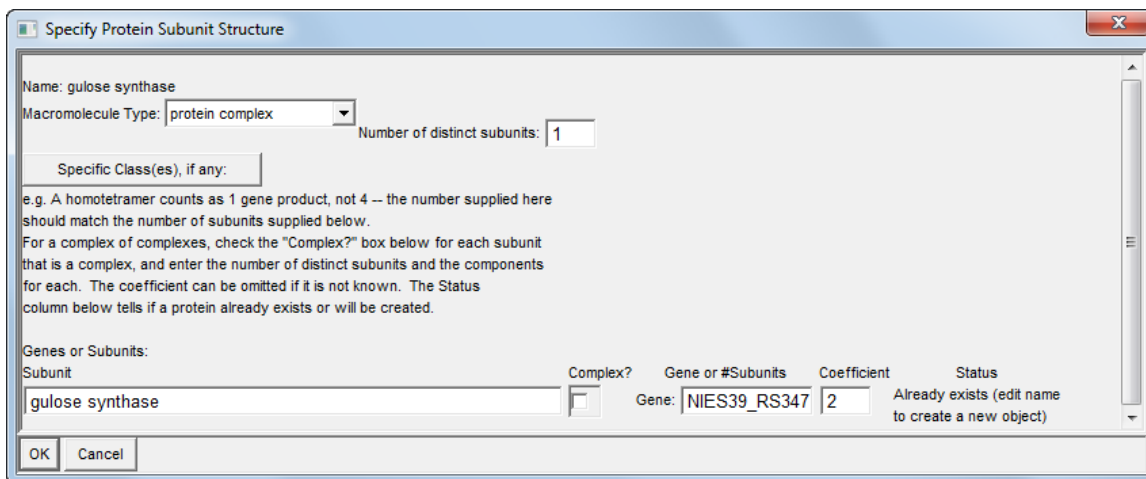 Specify Protein Subunit Structure
Name: gulose synthase
Macromolecule Type: protein complex
Number of distinct subunits: 1
Specific Class(es), if any:
e.g. A homotetramer counts as 1 gene product, not 4 -- the number supplied here
should match the number of subunits supplied below.
For a complex of complexes, check the "Complex?" box below for each subunit
that is a complex, and enter the number of distinct subunits and the components
for each. The coefficient can be omitted if it is not known. The Status
column below tells if a protein already exists or will be created.
Genes or Subunits:
Subunit Complex? Gene or #Subunits Coefficient Status
gulose synthase Gene: NIES39_RS347 2 Already exists (edit name
to create a new object)
OK Cancel